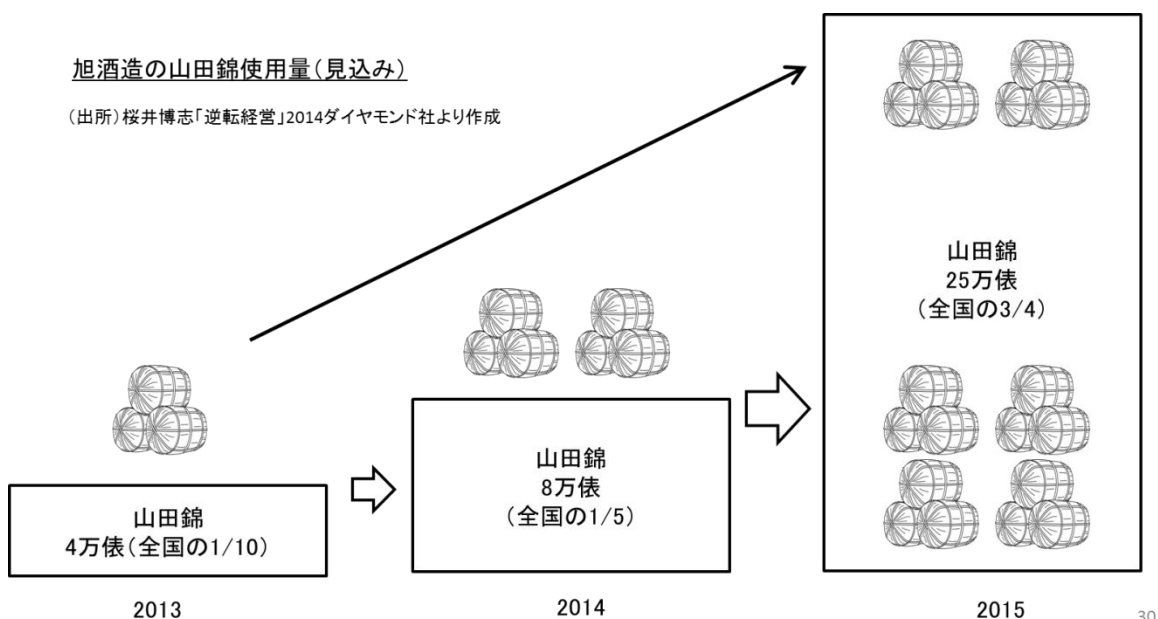 旭酒造の山田錦使用量(見込み)
(出所)桜井博志「逆転経営」2014ダイヤモンド社より作成
山田錦
4万俵(全国の1/10)
2013
山田錦
8万俵
(全国の1/5)
2014
山田錦
25万俵
(全国の3/4)
2015
30